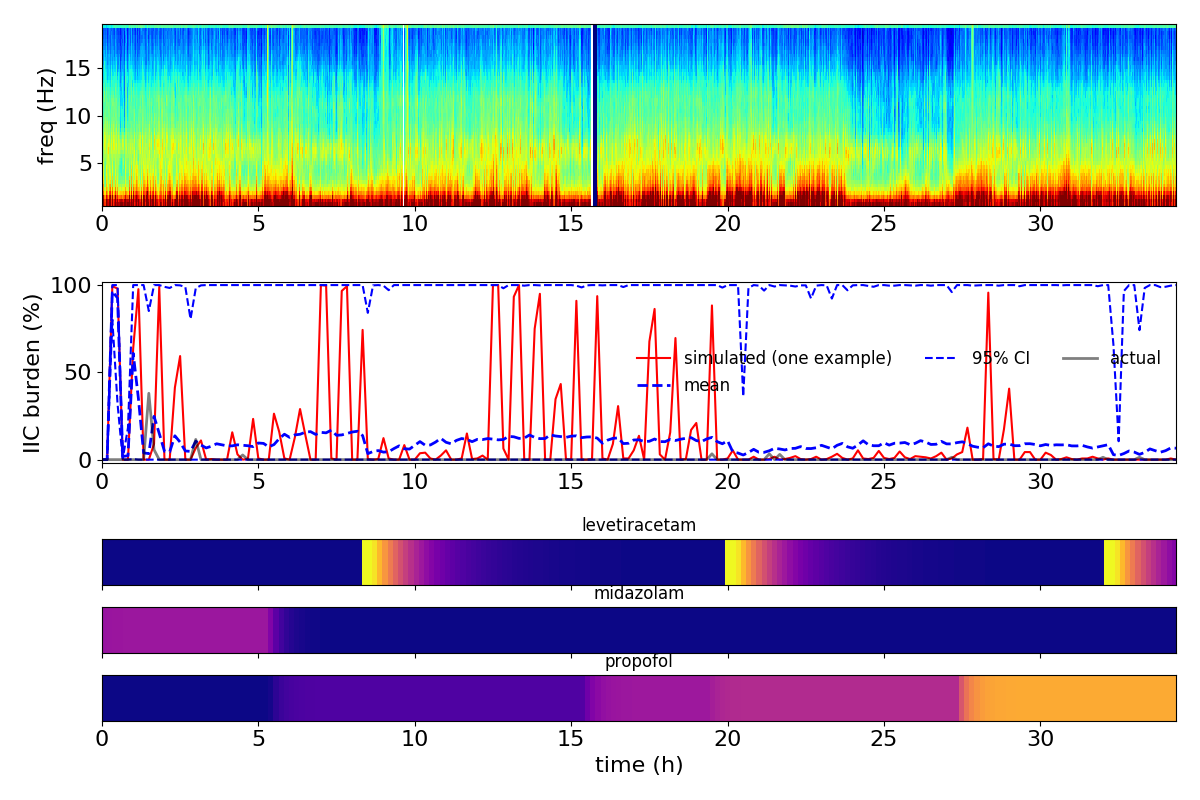 freq (Hz)
15
10
5
0 5 10 15 20 25 30
IIC burden (%)
100
50
0
simulated (one example) 95% CI actual
mean
0 5 10 15 20 25 30
levetiracetam
midazolam
propofol
0 5 10 15 20 25 30
time (h)